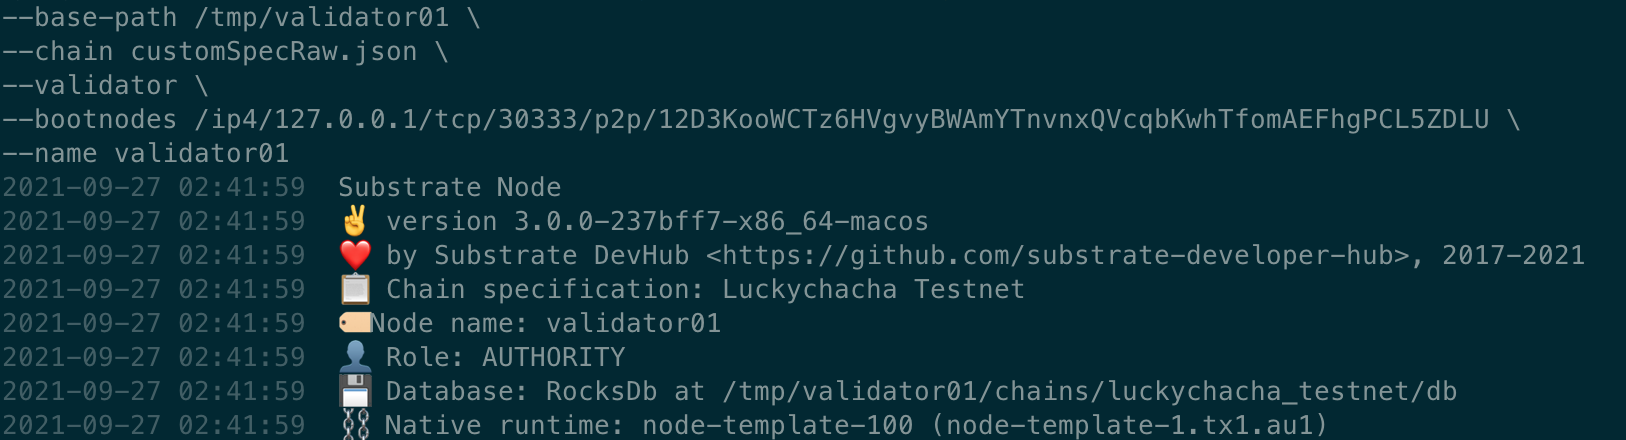 --base-path /tmp/validator01 \
--chain customSpecRaw.json \
--validator \
--bootnodes /ip4/127.0.0.1/tcp/30333/p2p/12D3KooWCTz6HVgvyBWAmYTnvnxQVcqbKwhTfomAEFhgPCL5ZDLU \
--name validator01
2021-09-27 02:41:59 Substrate Node
2021-09-27 02:41:59 ✌️ version 3.0.0-237bff7-x86_64-macos
2021-09-27 02:41:59 ❤️ by Substrate DevHub <https://github.com/substrate-developer-hub>, 2017-2021
2021-09-27 02:41:59 📋 Chain specification: Luckychacha Testnet
2021-09-27 02:41:59 🏷Node name: validator01
2021-09-27 02:41:59 👤 Role: AUTHORITY
2021-09-27 02:41:59 💾 Database: RocksDb at /tmp/validator01/chains/luckychacha_testnet/db
2021-09-27 02:41:59 ⛓ Native runtime: node-template-100 (node-template-1.tx1.au1)